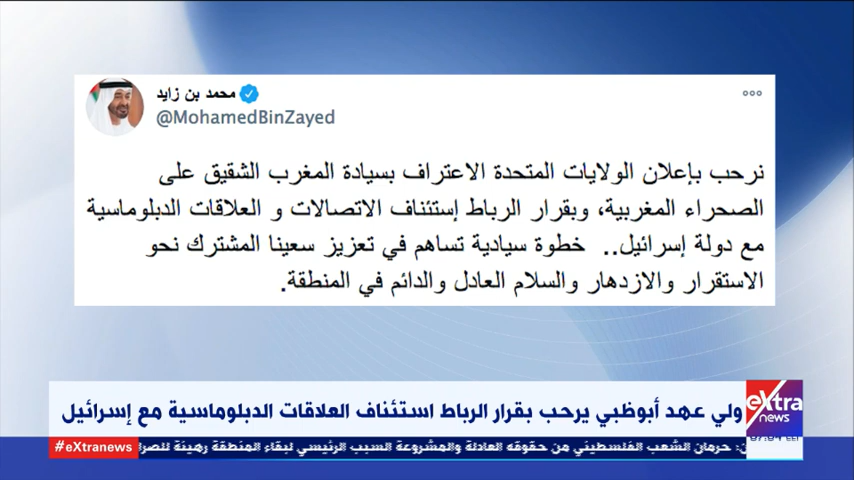 محمد بن زايد
@MohamedBinZayed
نرحب بإعلان الولايات المتحدة الاعتراف بسيادة المغرب الشقيق على
الصحراء المغربية، وبقرار الرباط إستئناف الاتصالات و العلاقات الدبلوماسية
مع دولة إسرائيل.. خطوة سيادية تساهم في تعزيز سعينا المشترك نحو
الاستقرار والازدهار والسلام العادل والدائم في المنطقة.
ولي عهد أبوظبي يرحب بقرار الرباط استئناف العلاقات الدبلوماسية مع إسرائيل
eXtra
news
#eXtranews
حرمان الشعب الفلسطيني من حقوقه العادلة والمشروعة السبب الرئيسي لبقاء المنطقة رهينة